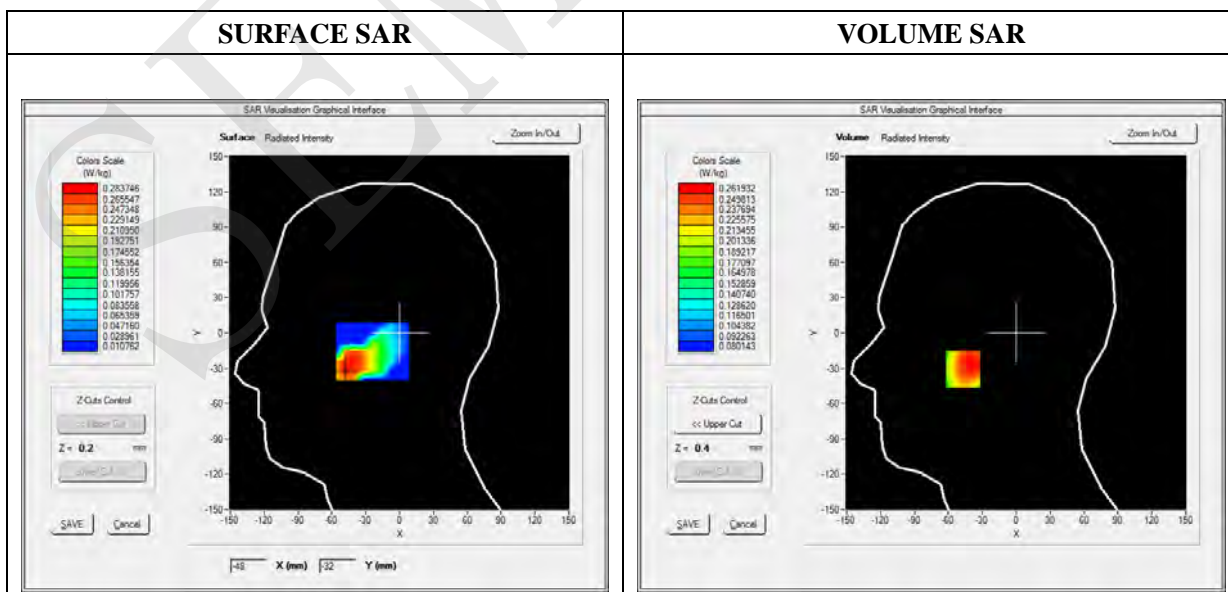 SURFACE SAR
VOLUME SAR
SAR Visualisation Graphical Interface
Surface Radiated Intensity
Zoom In/Out
Colors Scale
(W/kg)
0.283746
0.265547
0.247348
0.229149
0.210950
0.192751
0.174552
0.156354
0.138155
0.119956
0.101757
0.083558
0.065359
0.047160
0.028961
0.010762
150
120
90
60
30
0
-30
-60
-90
-120
-150
Y
-150 -120 -90 -60 -30 0 30 60 90 120 150
X
Z-Cuts Control
<< Upper Cut
Z = 0.2 mm
SAVE
Cancel
-48 X (mm) -32 Y (mm)
SAR Visualisation Graphical Interface
Volume Radiated Intensity
Zoom In/Out
Colors Scale
(W/kg)
0.261932
0.249813
0.237694
0.225575
0.213455
0.201336
0.189217
0.177097
0.164978
0.152859
0.140740
0.128620
0.116501
0.104382
0.092263
0.080143
150
120
90
60
30
0
-30
-60
-90
-120
-150
Y
-150 -120 -90 -60 -30 0 30 60 90 120 150
X
Z-Cuts Control
<< Upper Cut
Z = 0.4 mm
SAVE
Cancel